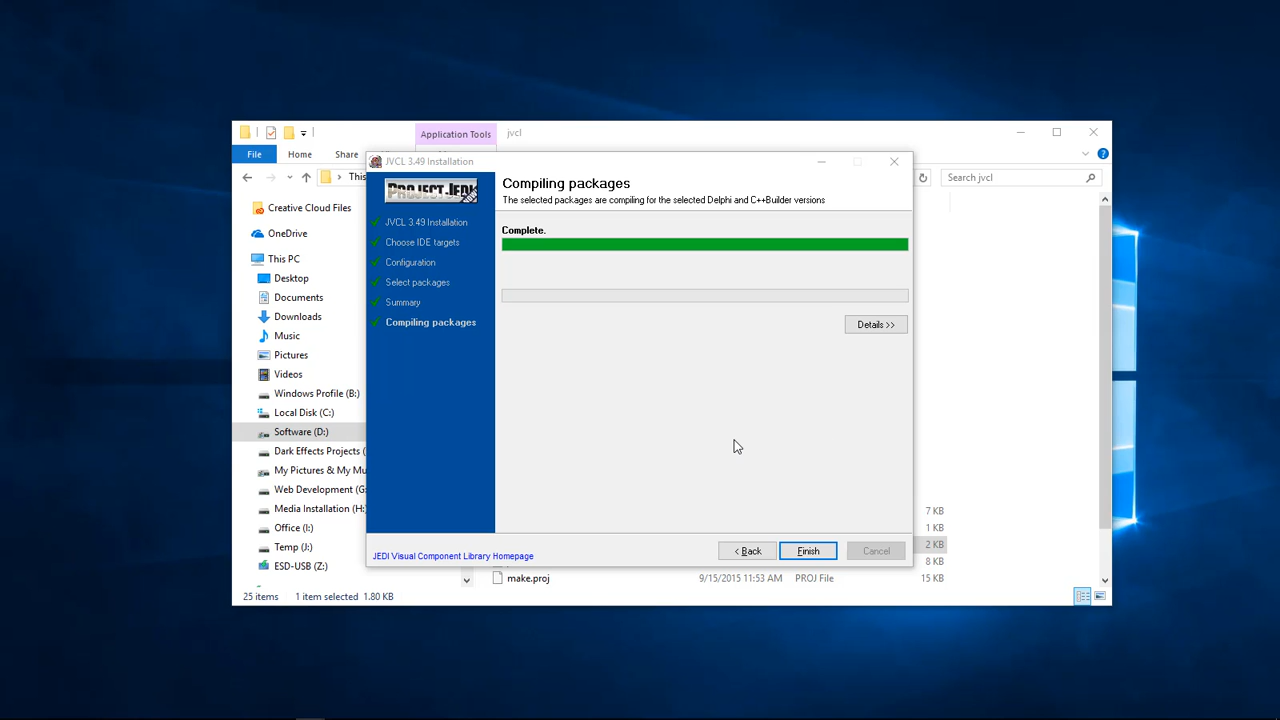 Application Tools
jvcl
File
Home
Share
This
Search jvcl
Creative Cloud Files
OneDrive
This PC
Desktop
Documents
Downloads
Music
Pictures
Videos
Windows Profile (B:)
Local Disk (C:)
Software (D:)
Dark Effects Projects (
My Pictures & My Mu
Web Development (G:
Media Installation (H:
Office (I:)
Temp (J:)
ESD-USB (Z:)
JVCL 3.49 Installation
PROJECT JEDI
JVCL 3.49 Installation
Choose IDE targets
Configuration
Select packages
Summary
Compiling packages
Compiling packages
The selected packages are compiling for the selected Delphi and C++Builder versions
Complete.
Details >>
JEDI Visual Component Library Homepage
< Back
Finish
Cancel
7 KB
1 KB
2 KB
8 KB
make.proj 9/15/2015 11:53 AM PROJ File 15 KB
25 items 1 item selected 1.80 KB